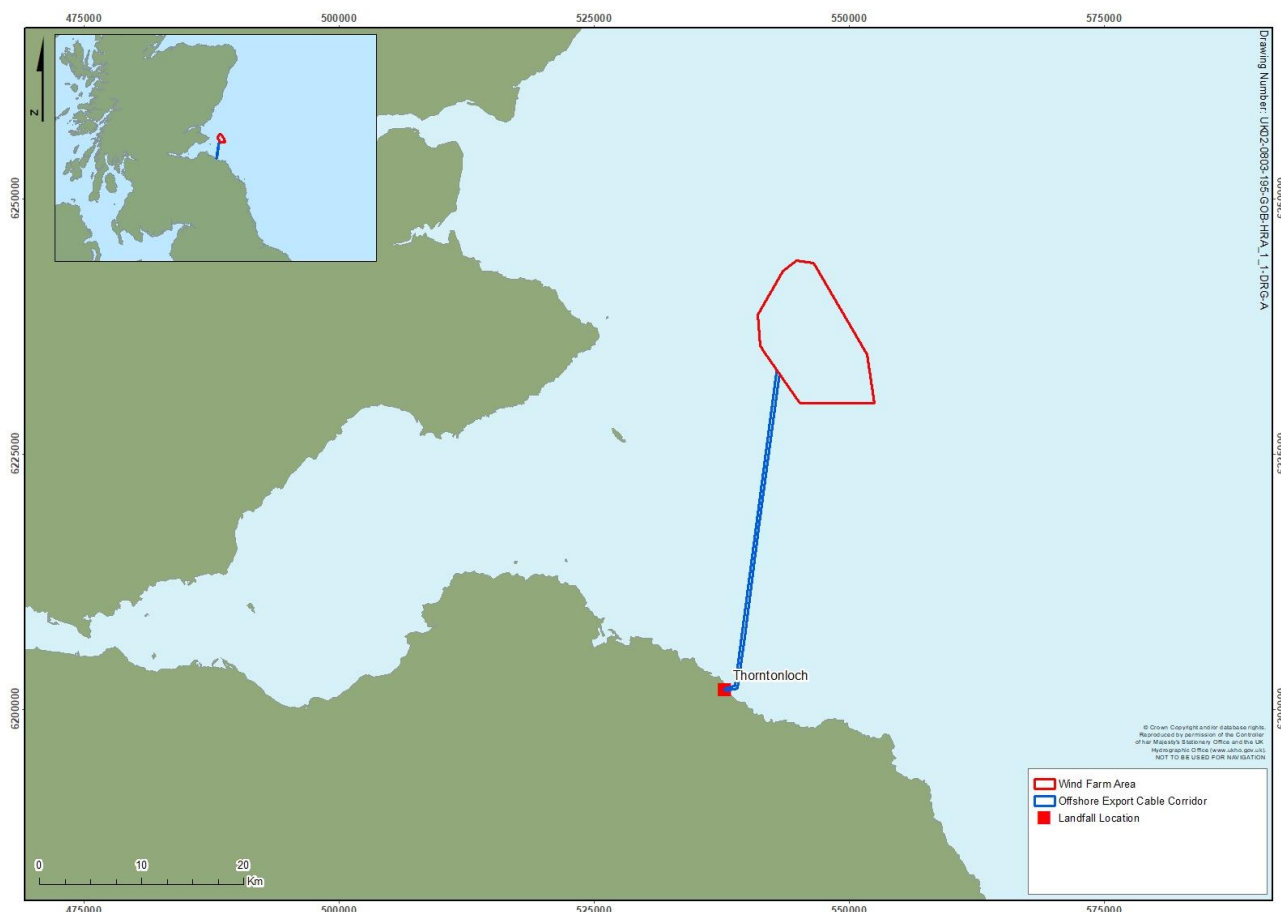 475000
500000
525000
550000
575000
N
Drawing Number: UK02-0803-195-GOB-HRA_1_1-DRG-A
6250000
6250000
6225000
6225000
6200000
6200000
Thorntonloch
© Crown Copyright and/or database rights.
Reproduced by permission of the Controller
of her Majesty's Stationery Office and the UK
Hydrographic Office (www.ukho.gov.uk).
NOT TO BE USED FOR NAVIGATION
Wind Farm Area
Offshore Export Cable Corridor
Landfall Location
0
10
20
Km
475000
500000
525000
550000
575000